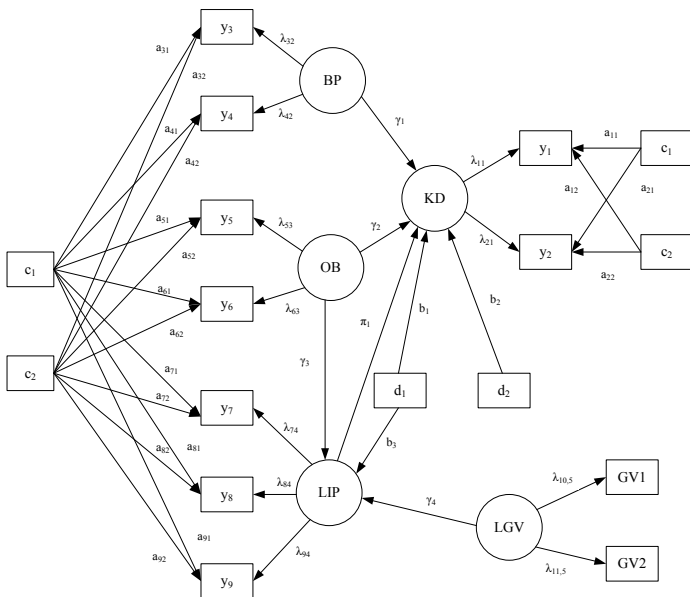 y3
a31
a32
λ32
BP
y4
a41
a42
λ42
γ1
y1
a11
c1
λ11
a12
a21
KD
y5
a51
a52
λ53
γ2
λ21
y2
c2
a22
OB
c1
a61
y6
a62
λ63
π1
b1
b2
γ3
c2
a71
a72
y7
λ74
d1
d2
b3
a82
a81
λ84
y8
LIP
γ4
LGV
λ10,5
GV1
a91
a92
λ94
λ11,5
GV2
y9